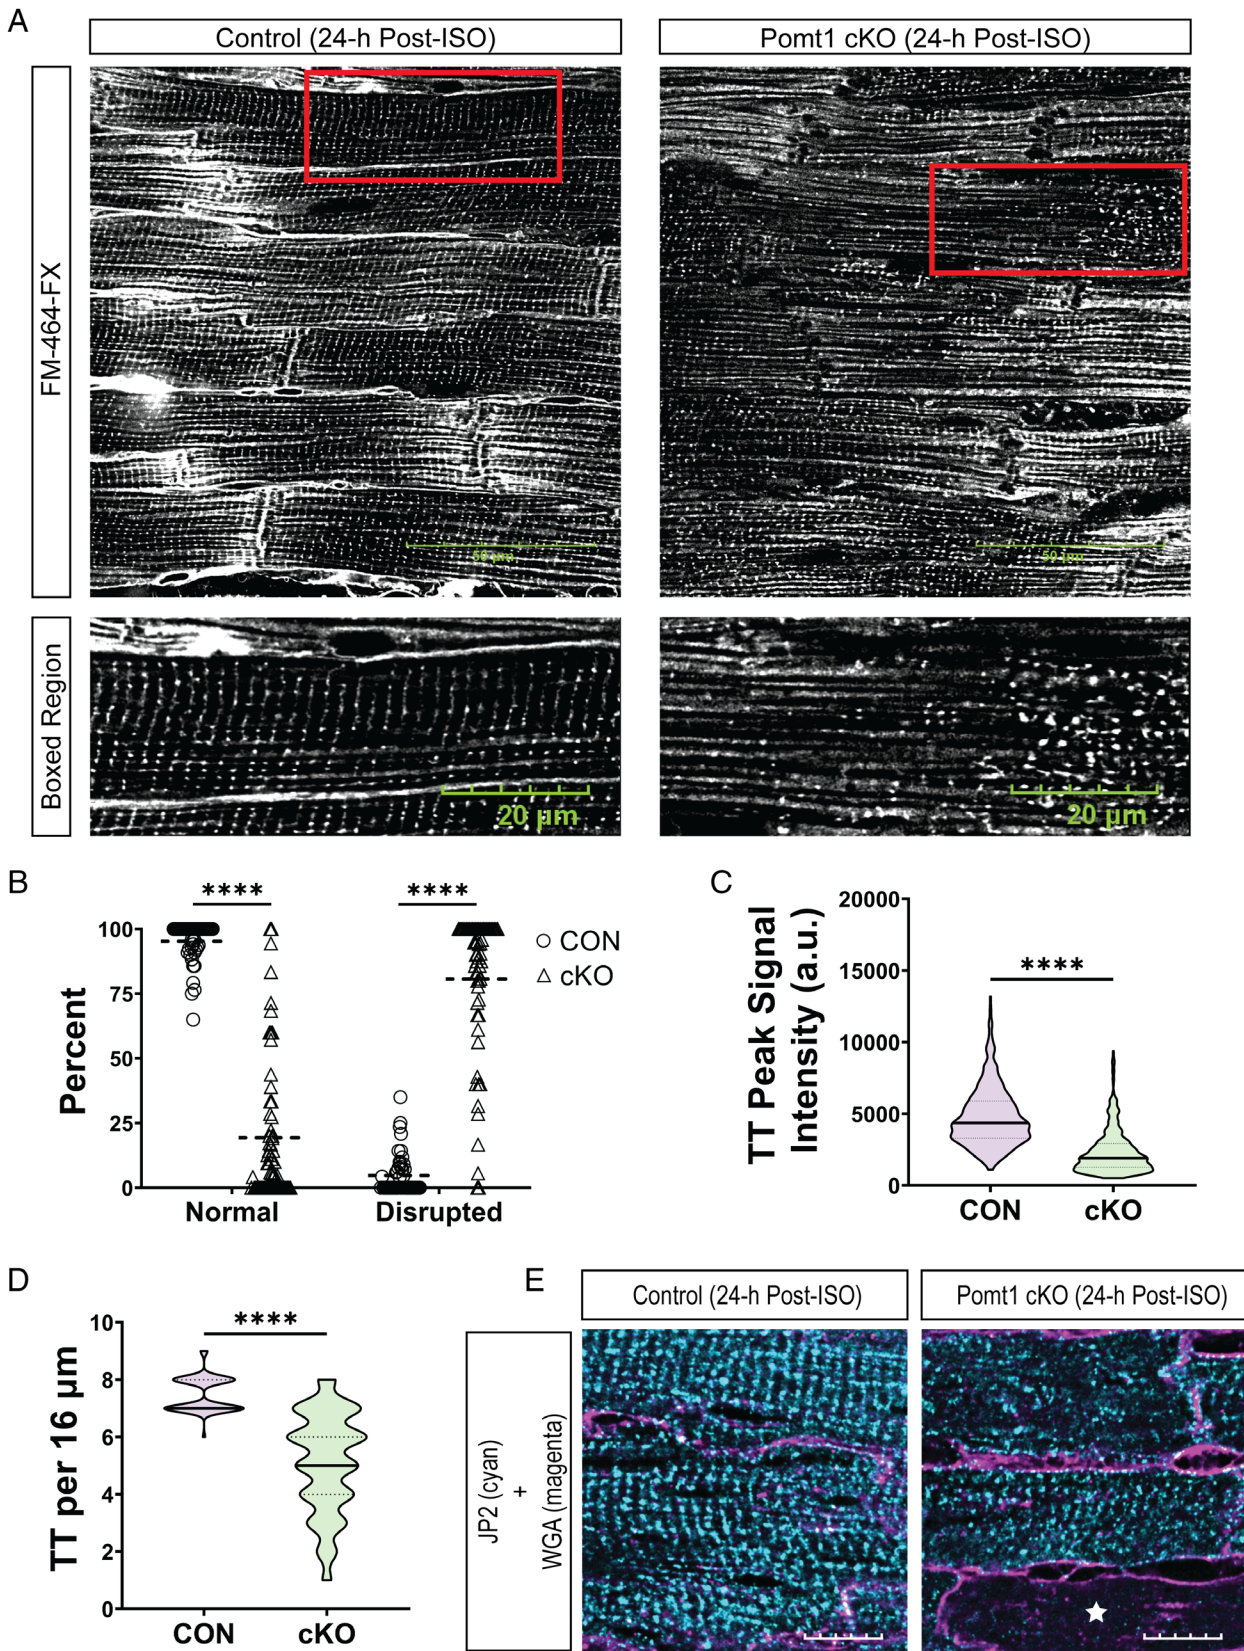 A
Control (24-h Post-ISO)
Pomt1 cKO (24-h Post-ISO)
FM-464-FX
50 µm
50 µm
Boxed Region
20 µm
20 µm
B
****
****
100
75
50
25
0
Percent
Normal
Disrupted
CON
cKO
C
TT Peak Signal
Intensity (a.u.)
20000
15000
10000
5000
0
****
CON
cKO
D
TT per 16 µm
10
8
6
4
2
0
****
CON
cKO
E
Control (24-h Post-ISO)
Pomt1 cKO (24-h Post-ISO)
JP2 (cyan)
+
WGA (magenta)